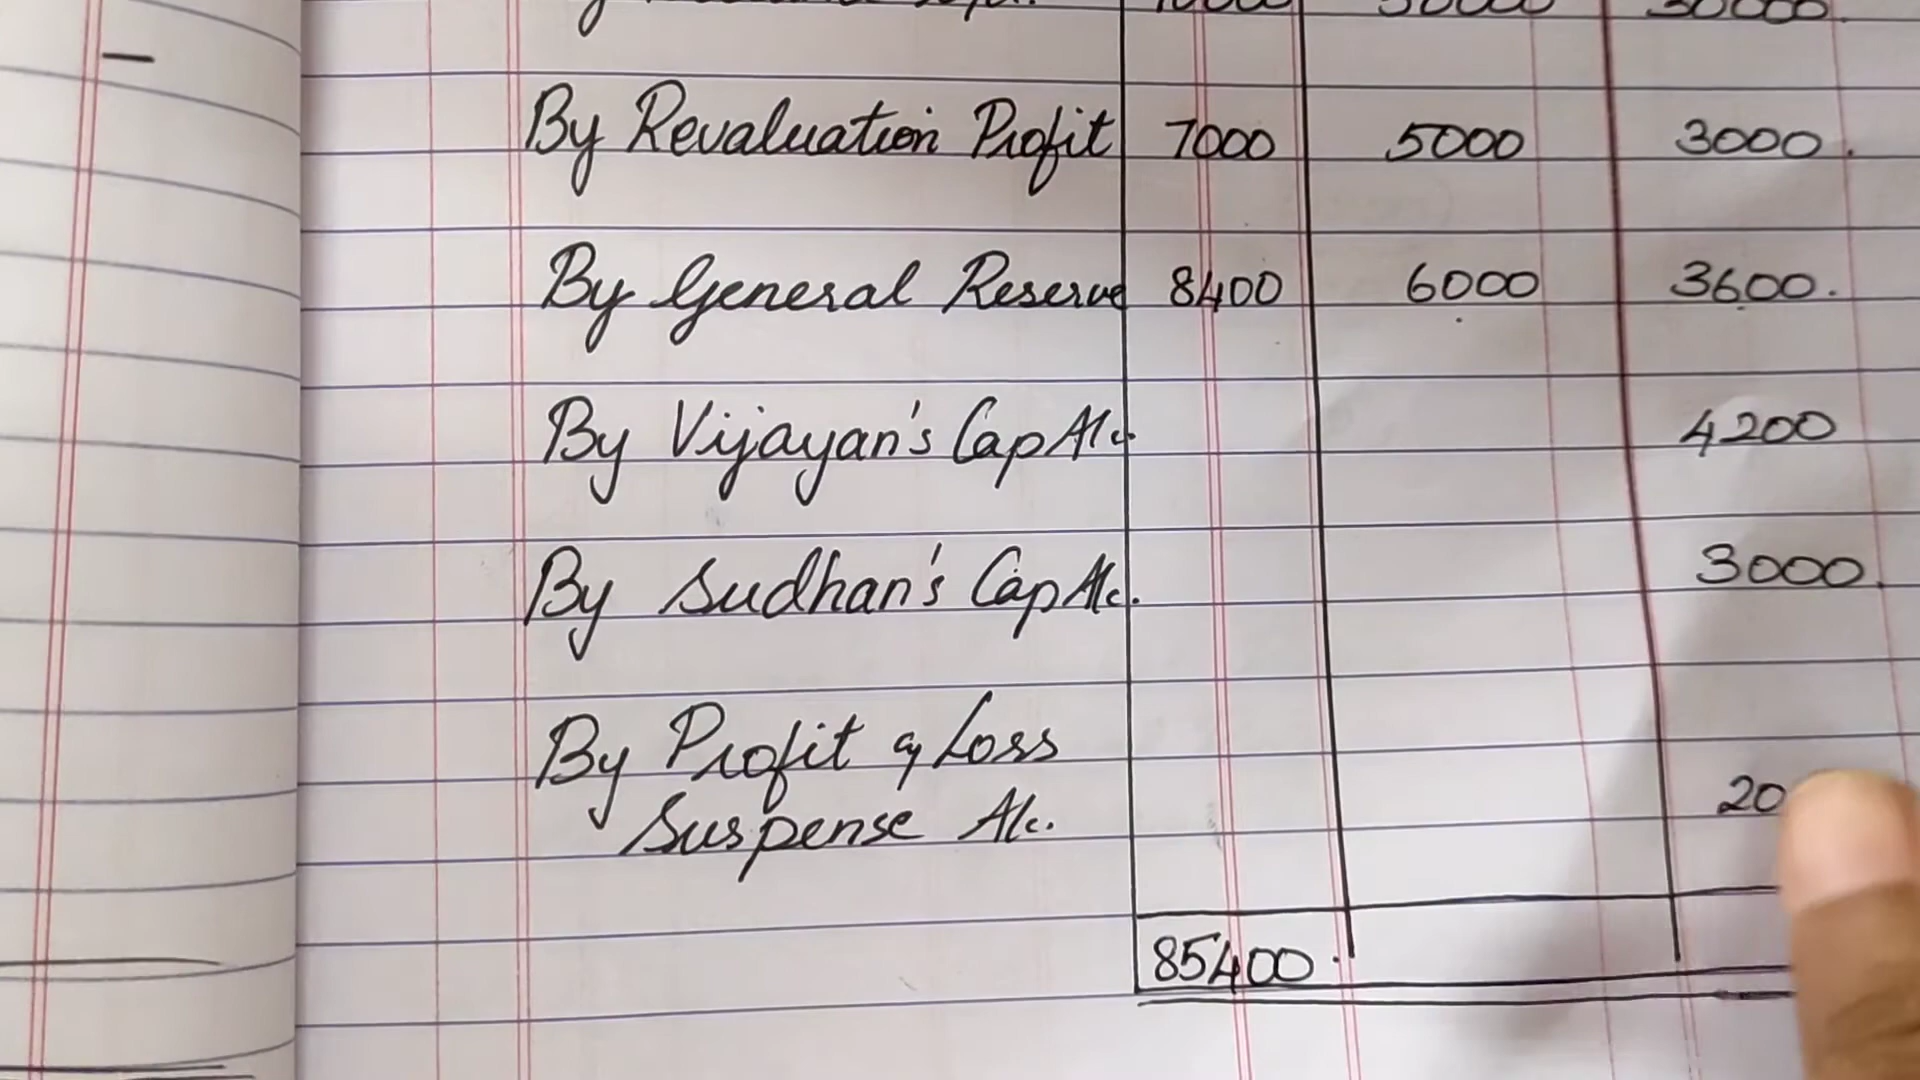 By Revaluation Profit 7000 5000 3000.
By General Reserve 8400 6000 3600.
By Vijayan's Cap A/c 4200
By Sudhan's Cap A/c. 3000.
By Profit & Loss
Suspense A/c. 20
85400